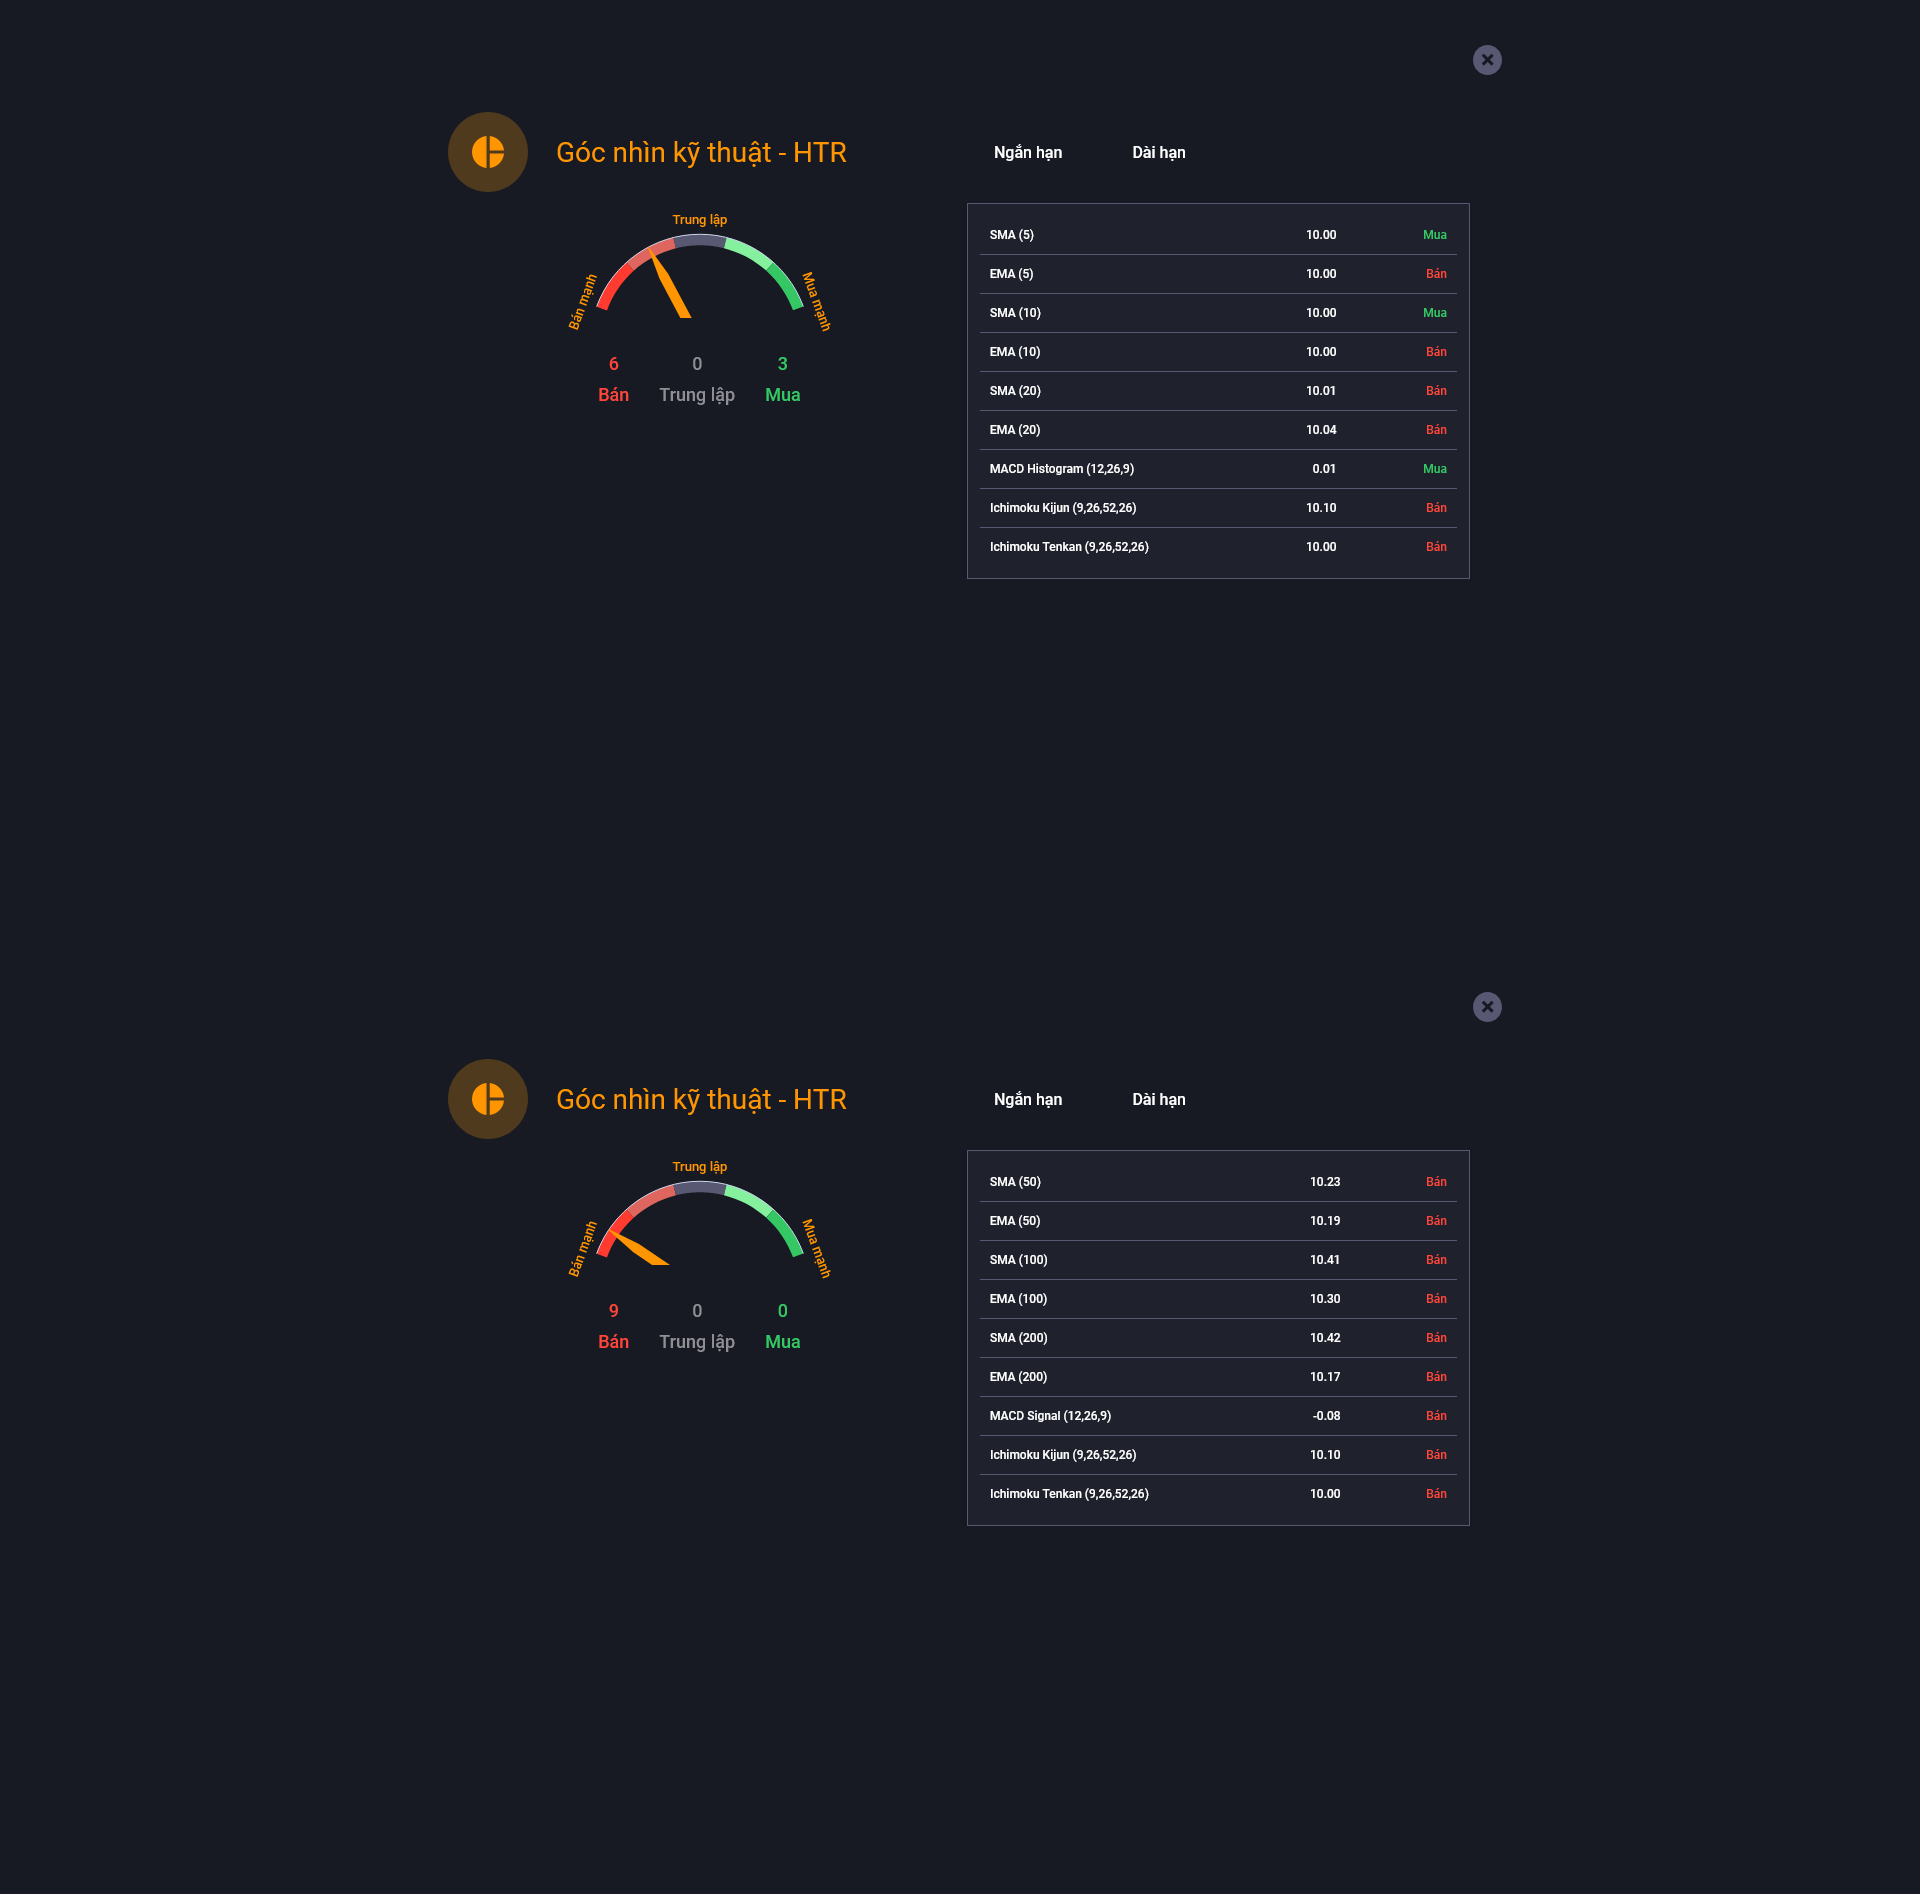 Góc nhìn kỹ thuật - HTR
Ngắn hạn Dài hạn
Trung lập
Bán mạnh
Mua mạnh
6 0 3
Bán Trung lập Mua
SMA (5) 10.00 Mua
EMA (5) 10.00 Bán
SMA (10) 10.00 Mua
EMA (10) 10.00 Bán
SMA (20) 10.01 Bán
EMA (20) 10.04 Bán
MACD Histogram (12,26,9) 0.01 Mua
Ichimoku Kijun (9,26,52,26) 10.10 Bán
Ichimoku Tenkan (9,26,52,26) 10.00 Bán
Góc nhìn kỹ thuật - HTR
Ngắn hạn Dài hạn
Trung lập
Bán mạnh
Mua mạnh
9 0 0
Bán Trung lập Mua
SMA (50) 10.23 Bán
EMA (50) 10.19 Bán
SMA (100) 10.41 Bán
EMA (100) 10.30 Bán
SMA (200) 10.42 Bán
EMA (200) 10.17 Bán
MACD Signal (12,26,9) -0.08 Bán
Ichimoku Kijun (9,26,52,26) 10.10 Bán
Ichimoku Tenkan (9,26,52,26) 10.00 Bán